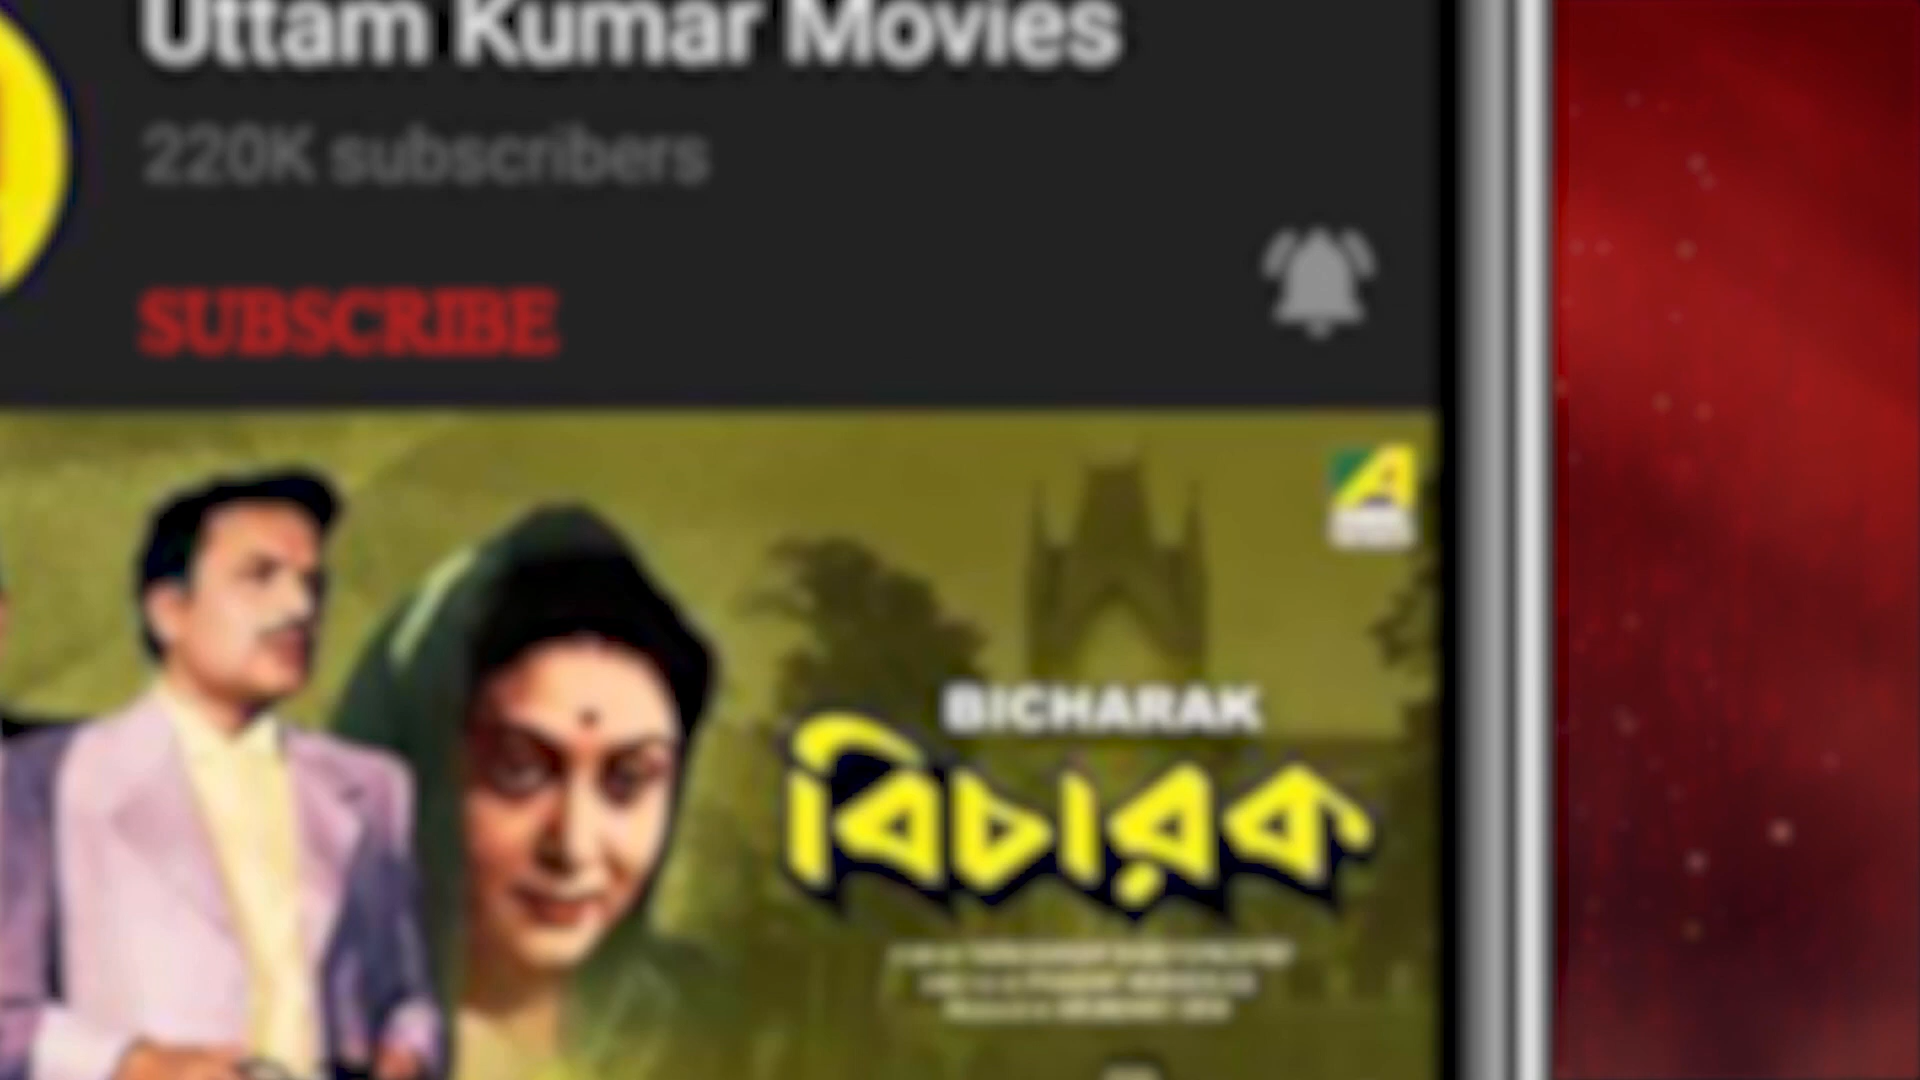 Uttam Kumar Movies
220K subscribers
SUBSCRIBE
BICHARAK
বিচারক